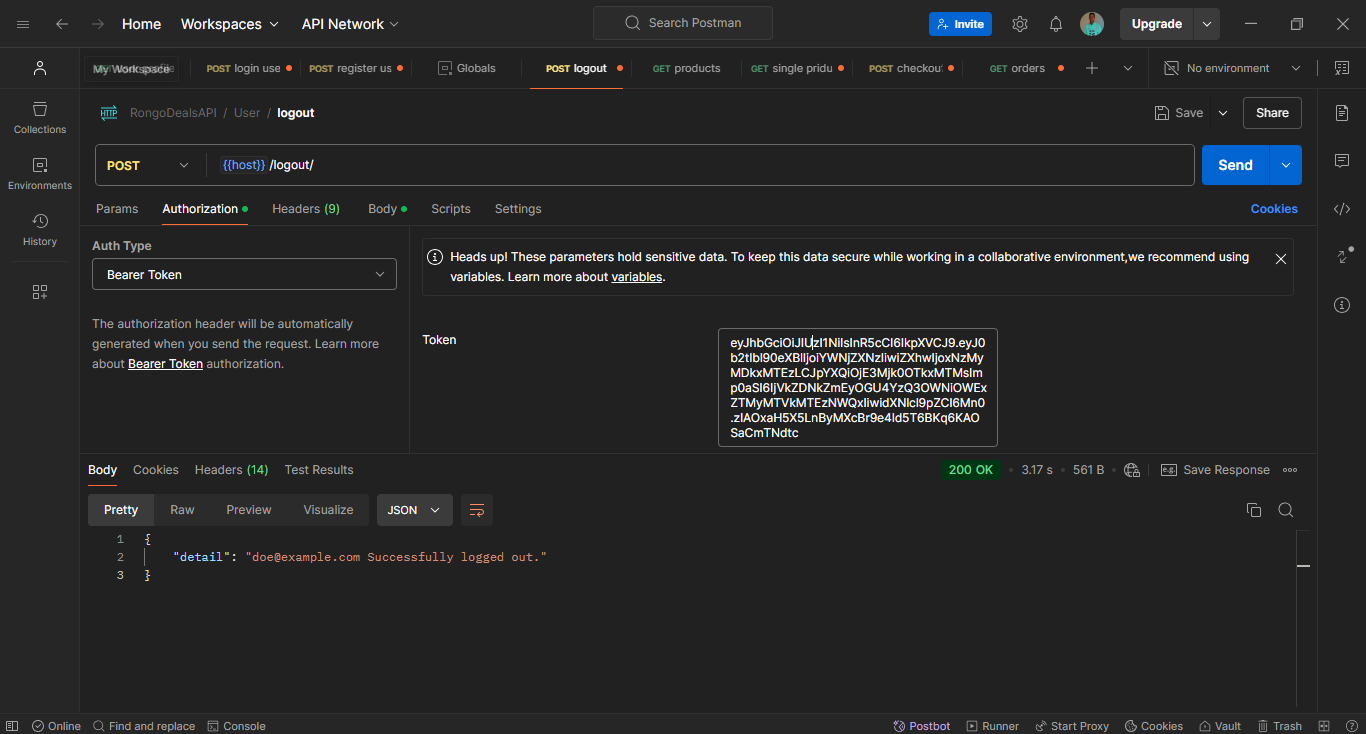 Home Workspaces API Network Search Postman Invite Upgrade
My Workspace POST login use POST register us Globals POST logout GET products GET single pridu POST checkou GET orders No environment
HTTP RongoDealsAPI / User / logout Save Share
Collections
POST {{host}} /logout/ Send
Environments
Params Authorization Headers (9) Body Scripts Settings Cookies
History
Auth Type
Bearer Token
Heads up! These parameters hold sensitive data. To keep this data secure while working in a collaborative environment,we recommend using
variables. Learn more about variables.
The authorization header will be automatically
generated when you send the request. Learn more
about Bearer Token authorization.
Token
Body Cookies Headers (14) Test Results 200 OK 3.17 s 561 B e.g. Save Response
Pretty Raw Preview Visualize JSON
1 {
2 "detail": "doe@example.com Successfully logged out."
3 }
Online Find and replace Console Postbot Runner Start Proxy Cookies Vault Trash